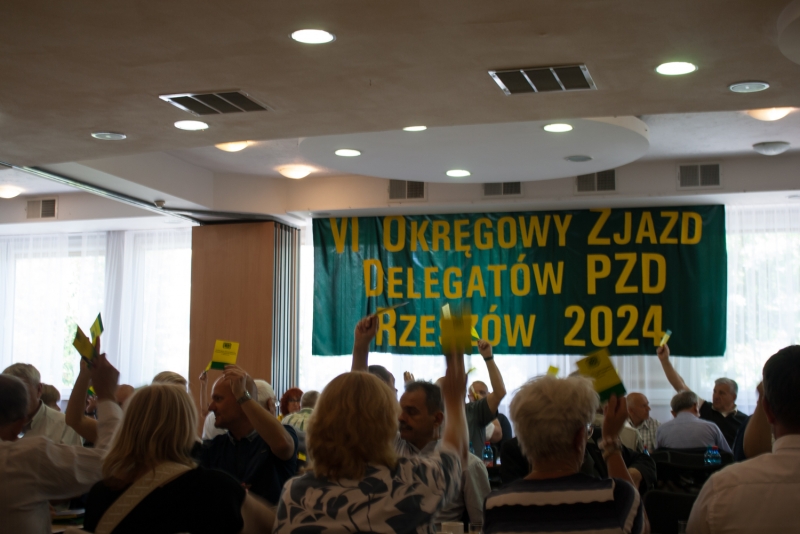 VI OKRĘGOWY ZJAZD
DELEGATÓW PZD
RZESZÓW 2024